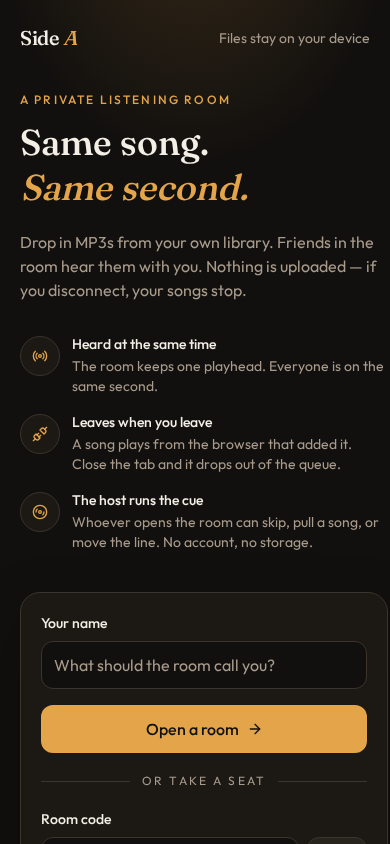 Side A
Files stay on your device
A PRIVATE LISTENING ROOM
Same song.
Same second.
Drop in MP3s from your own library. Friends in the
room hear them with you. Nothing is uploaded — if
you disconnect, your songs stop.
Heard at the same time
The room keeps one playhead. Everyone is on the
same second.
Leaves when you leave
A song plays from the browser that added it.
Close the tab and it drops out of the queue.
The host runs the cue
Whoever opens the room can skip, pull a song, or
move the line. No account, no storage.
Your name
What should the room call you?
Open a room →
OR TAKE A SEAT
Room code